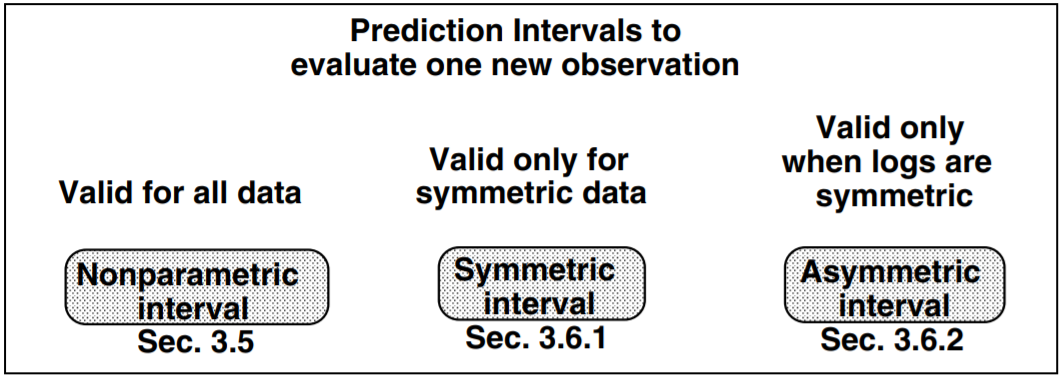 Prediction Intervals to
evaluate one new observation
Valid for all data
Nonparametric
interval
Sec. 3.5
Valid only for
symmetric data
Symmetric
interval
Sec. 3.6.1
Valid only
when logs are
symmetric
Asymmetric
interval
Sec. 3.6.2